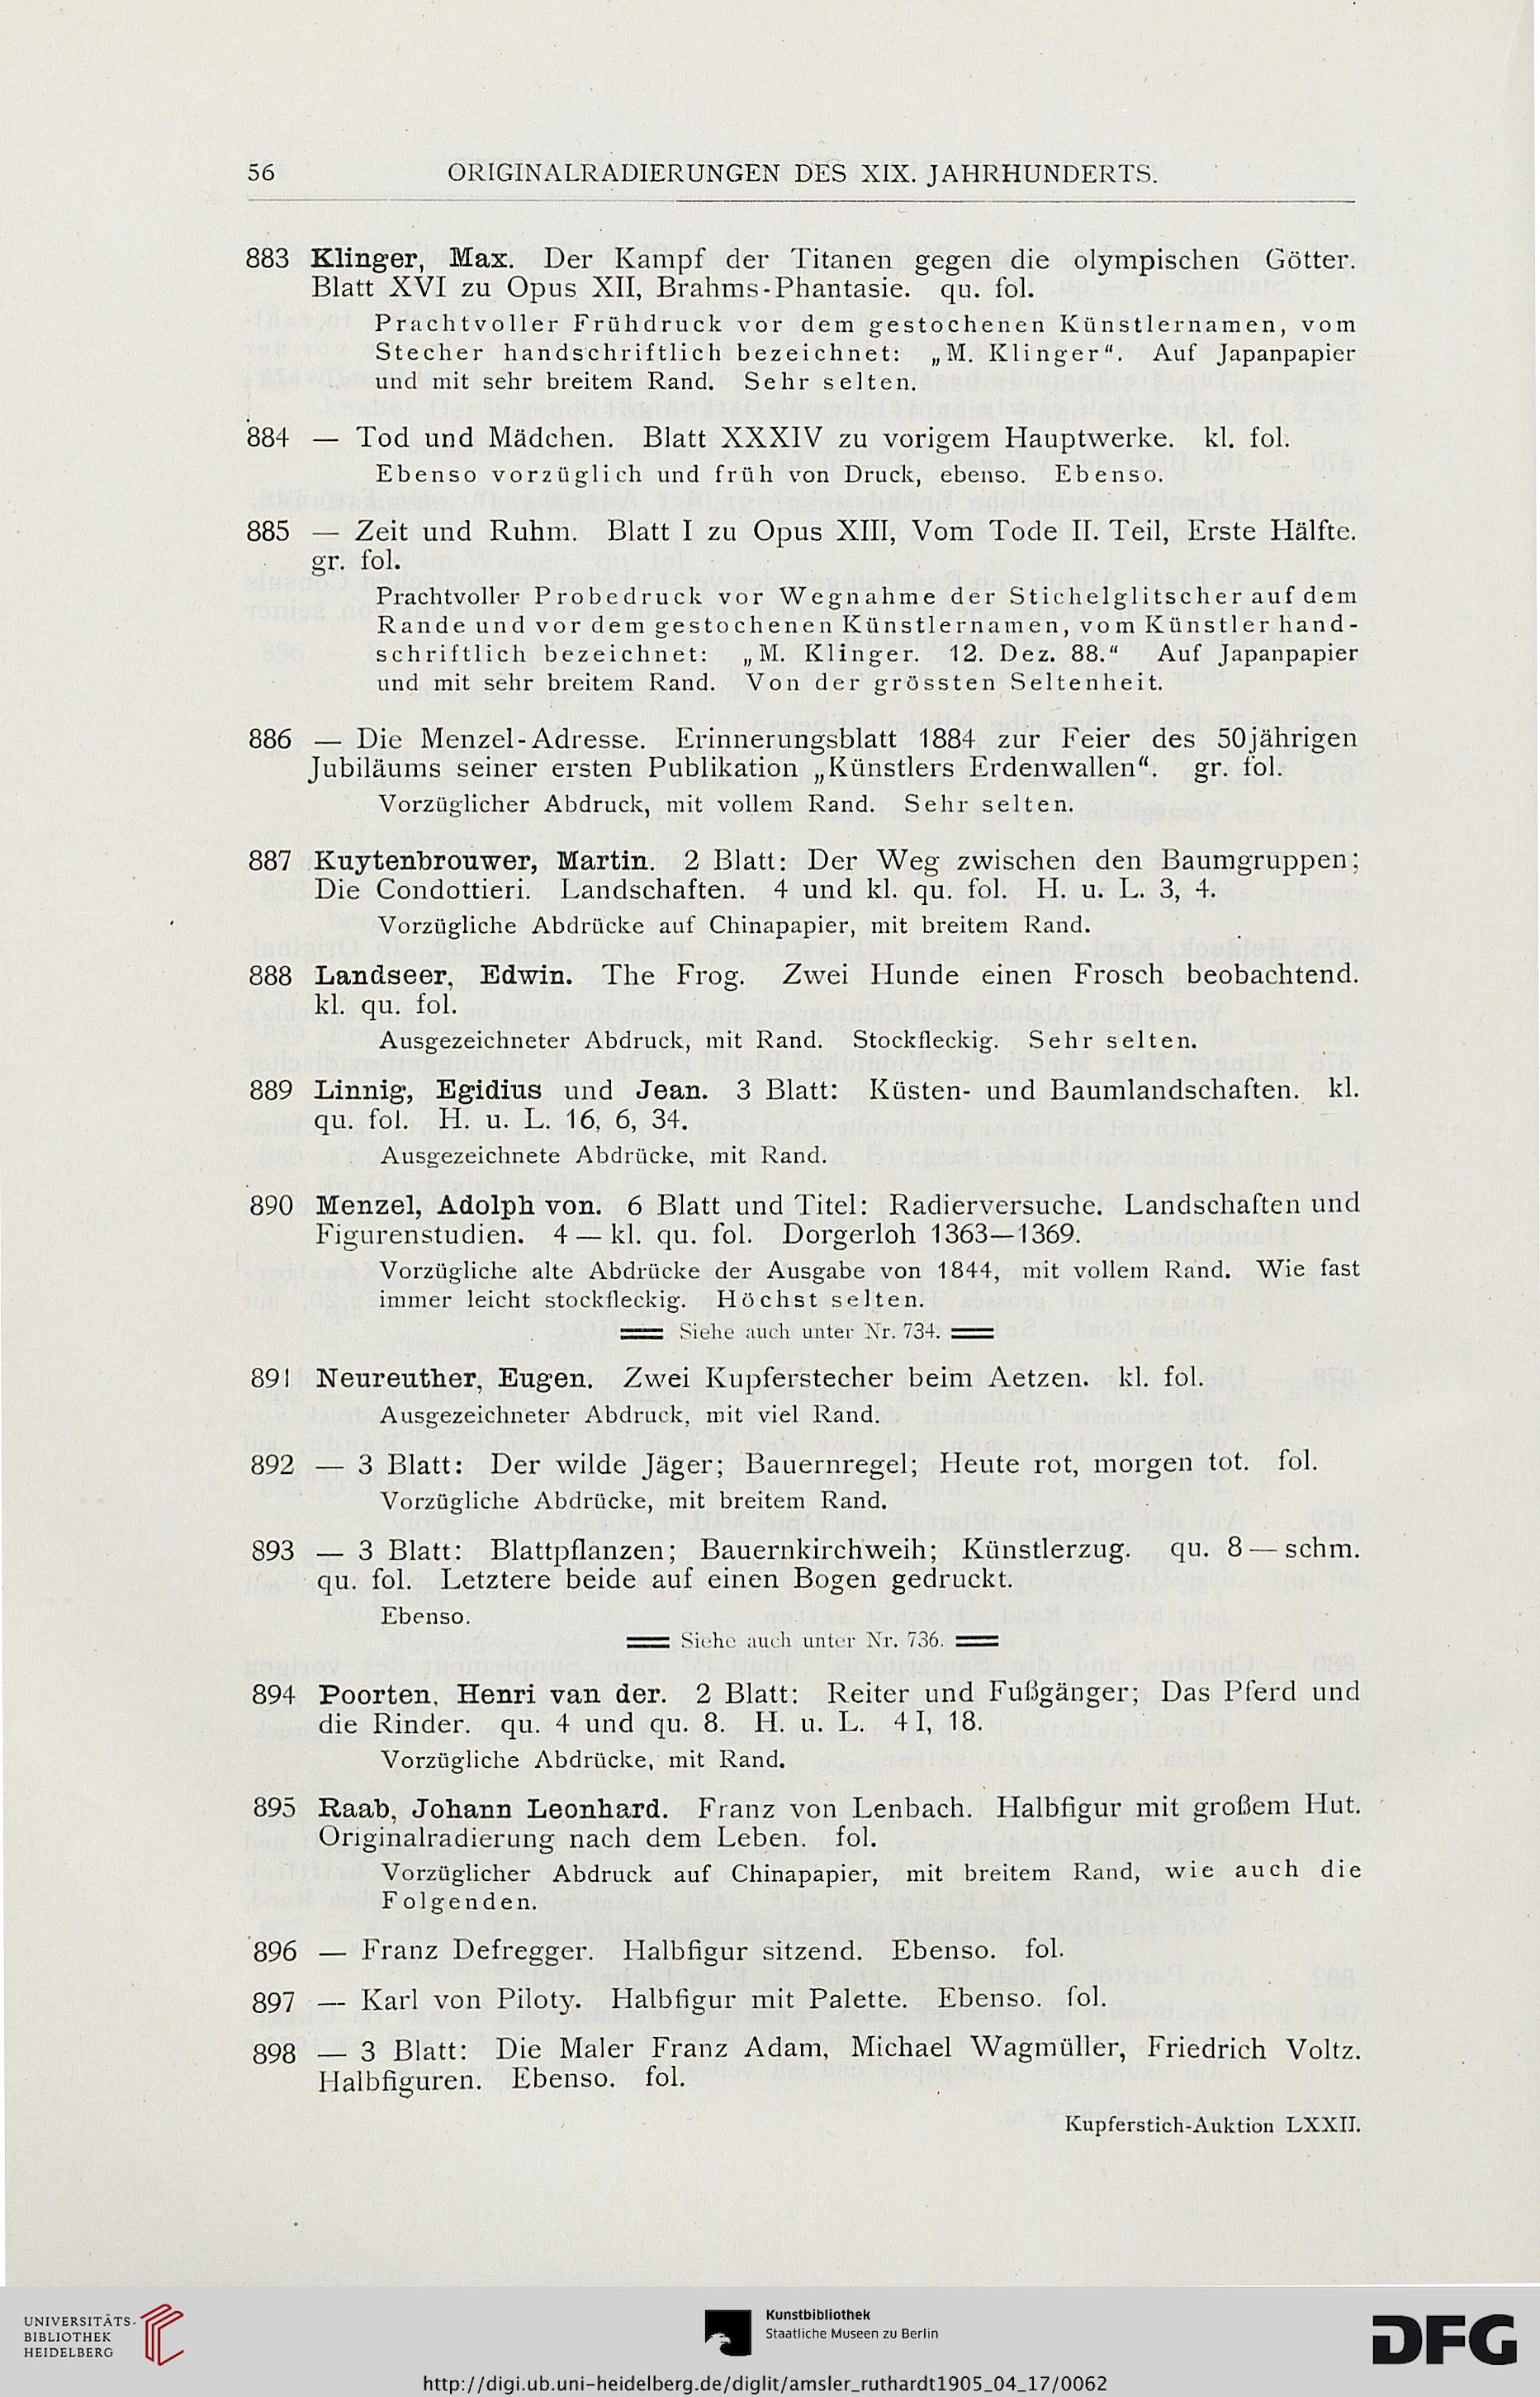 56 ORIGINALRADIERUNGEN DES XIX. JAHRHUNDERTS.
883 Klinger, Max. Der Kampf der Titanen gegen die olympischen Götter.
Blatt XVI zu Opus XII, Brahms-Phantasie. qu. fol.
Prachtvoller Frühdruck vor dem gestochenen Künstlernamen, vom
Stecher handschriftlich bezeichnet: „M. Klinger“. Auf Japanpapier
und mit sehr breitem Rand. Sehr selten.
884 — Tod und Mädchen. Blatt XXXIV zu vorigem Hauptwerke. kl. fol.
Ebenso vorzüglich und früh von Druck, ebenso. Ebenso.
885 — Zeit und Ruhm. Blatt I zu Opus XIII, Vom Tode II. Teil, Erste Hälfte.
gr. fol.
Prachtvoller Probedruck vor Wegnahme der Stichelglitscher auf dem
Rande und vor dem gestochenen Künstlernamen, vom Künstler hand-
schriftlich bezeichnet: „M. Klinger. 12. Dez. 88.“ Auf Japanpapier
und mit sehr breitem Rand. Von der grössten Seltenheit.
886 — Die Menzel-Adresse. Erinnerungsblatt 1884 zur Feier des 50jährigen
Jubiläums seiner ersten Publikation „Künstlers Erdenwallen“. gr. fol.
Vorzüglicher Abdruck, mit vollem Rand. Sehr selten.
887 Kuytenbrouwer, Martin. 2 Blatt: Der Weg zwischen den Baumgruppen;
Die Condottieri. Landschaften. 4 und kl. qu. fol. H. u. L. 3, 4.
Vorzügliche Abdrücke auf Chinapapier, mit breitem Rand.
888 Landseer, Edwin. The Frog. Zwei Hunde einen Frosch beobachtend.
kl. qu. fol.
Ausgezeichneter Abdruck, mit Rand. Stockfleckig. Sehr selten.
889 Linnig, Egidius und Jean. 3 Blatt: Küsten- und Baumlandschaften. kl.
qu. fol. H. u. L. 16, 6, 34.
Ausgezeichnete Abdrücke, mit Rand.
890 Menzel, Adolph von. 6 Blatt und Titel: Radierversuche. Landschaften und
Figurenstudien. 4 — kl. qu. fol. Dorgerloh 1363—1369.
Vorzügliche alte Abdrücke der Ausgabe von 1844, mit vollem Rand. Wie fast
immer leicht stockfleckig. Höchst selten.
Siehe auch unter Nr. 734.
891 Neureuther, Eugen. Zwei Kupferstecher beim Aetzen. kl. fol.
Ausgezeichneter Abdruck, mit viel Rand.
892 — 3 Blatt: Der wilde Jäger; Bauernregel; Heute rot, morgen tot. fol.
Vorzügliche Abdrücke, mit breitem Rand.
893 — 3 Blatt: Blattpflanzen; Bauernkirchweih; Künstlerzug. qu. 8 — schm.
qu. fol. Letztere beide auf einen Bogen gedruckt.
Ebenso.
Siehe auch unter Nr. 736.
894 Poorten, Henri van der. 2 Blatt: Reiter und Fußgänger; Das Pferd und
die Rinder. qu. 4 und qu. 8. H. u. L. 4 I, 18.
Vorzügliche Abdrücke, mit Rand.
895 Raab, Johann Leonhard. Franz von Lenbach. Halbfigur mit großem Hut.
Originalradierung nach dem Leben. fol.
Vorzüglicher Abdruck auf Chinapapier, mit breitem Rand, wie auch die
Folgenden.
896 — Franz Defregger. Halbfigur sitzend. Ebenso. fol.
897 — Karl von Piloty. Halbfigur mit Palette. Ebenso. fol.
898 — 3 Blatt: Die Maler Franz Adam, Michael Wagmüller, Friedrich Voltz.
Halbfiguren. Ebenso. fol.
Kupferstich-Auktion LXXII.
UNIVERSITÄTS-
BIBLIOTHEK
HEIDELBERG
Kunstbibliothek
Staatliche Museen zu Berlin
DFG
http://digi.ub.uni-heidelberg.de/diglit/amsler_ruthardt1905_04_17/0062